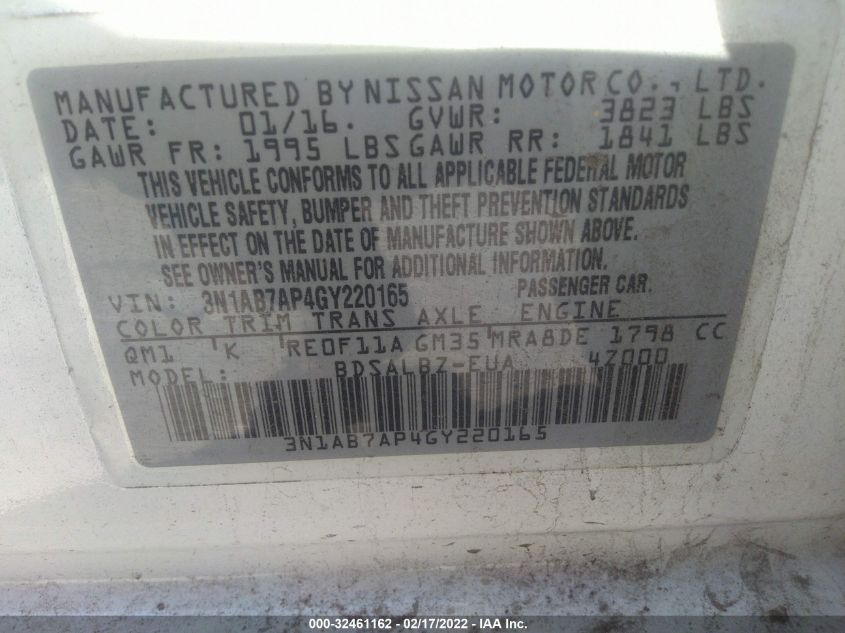 MANUFACTURED BY NISSAN MOTOR CO., LTD.
DATE: 01/16. GVWR: 3823 LBS
GAWR FR: 1995 LBS GAWR RR: 1841 LBS
THIS VEHICLE CONFORMS TO ALL APPLICABLE FEDERAL MOTOR
VEHICLE SAFETY, BUMPER AND THEFT PREVENTION STANDARDS
IN EFFECT ON THE DATE OF MANUFACTURE SHOWN ABOVE.
SEE OWNER'S MANUAL FOR ADDITIONAL INFORMATION.
VIN: 3N1AB7AP4GY220165 PASSENGER CAR.
COLOR TRIM TRANS AXLE ENGINE
QM1 K RE0F11A GM35 MRA8DE 1798 CC
MODEL: BDSALBZ-EUA 4Z000
3N1AB7AP4GY220165
000-32461162 - 02/17/2022 - IAA Inc.